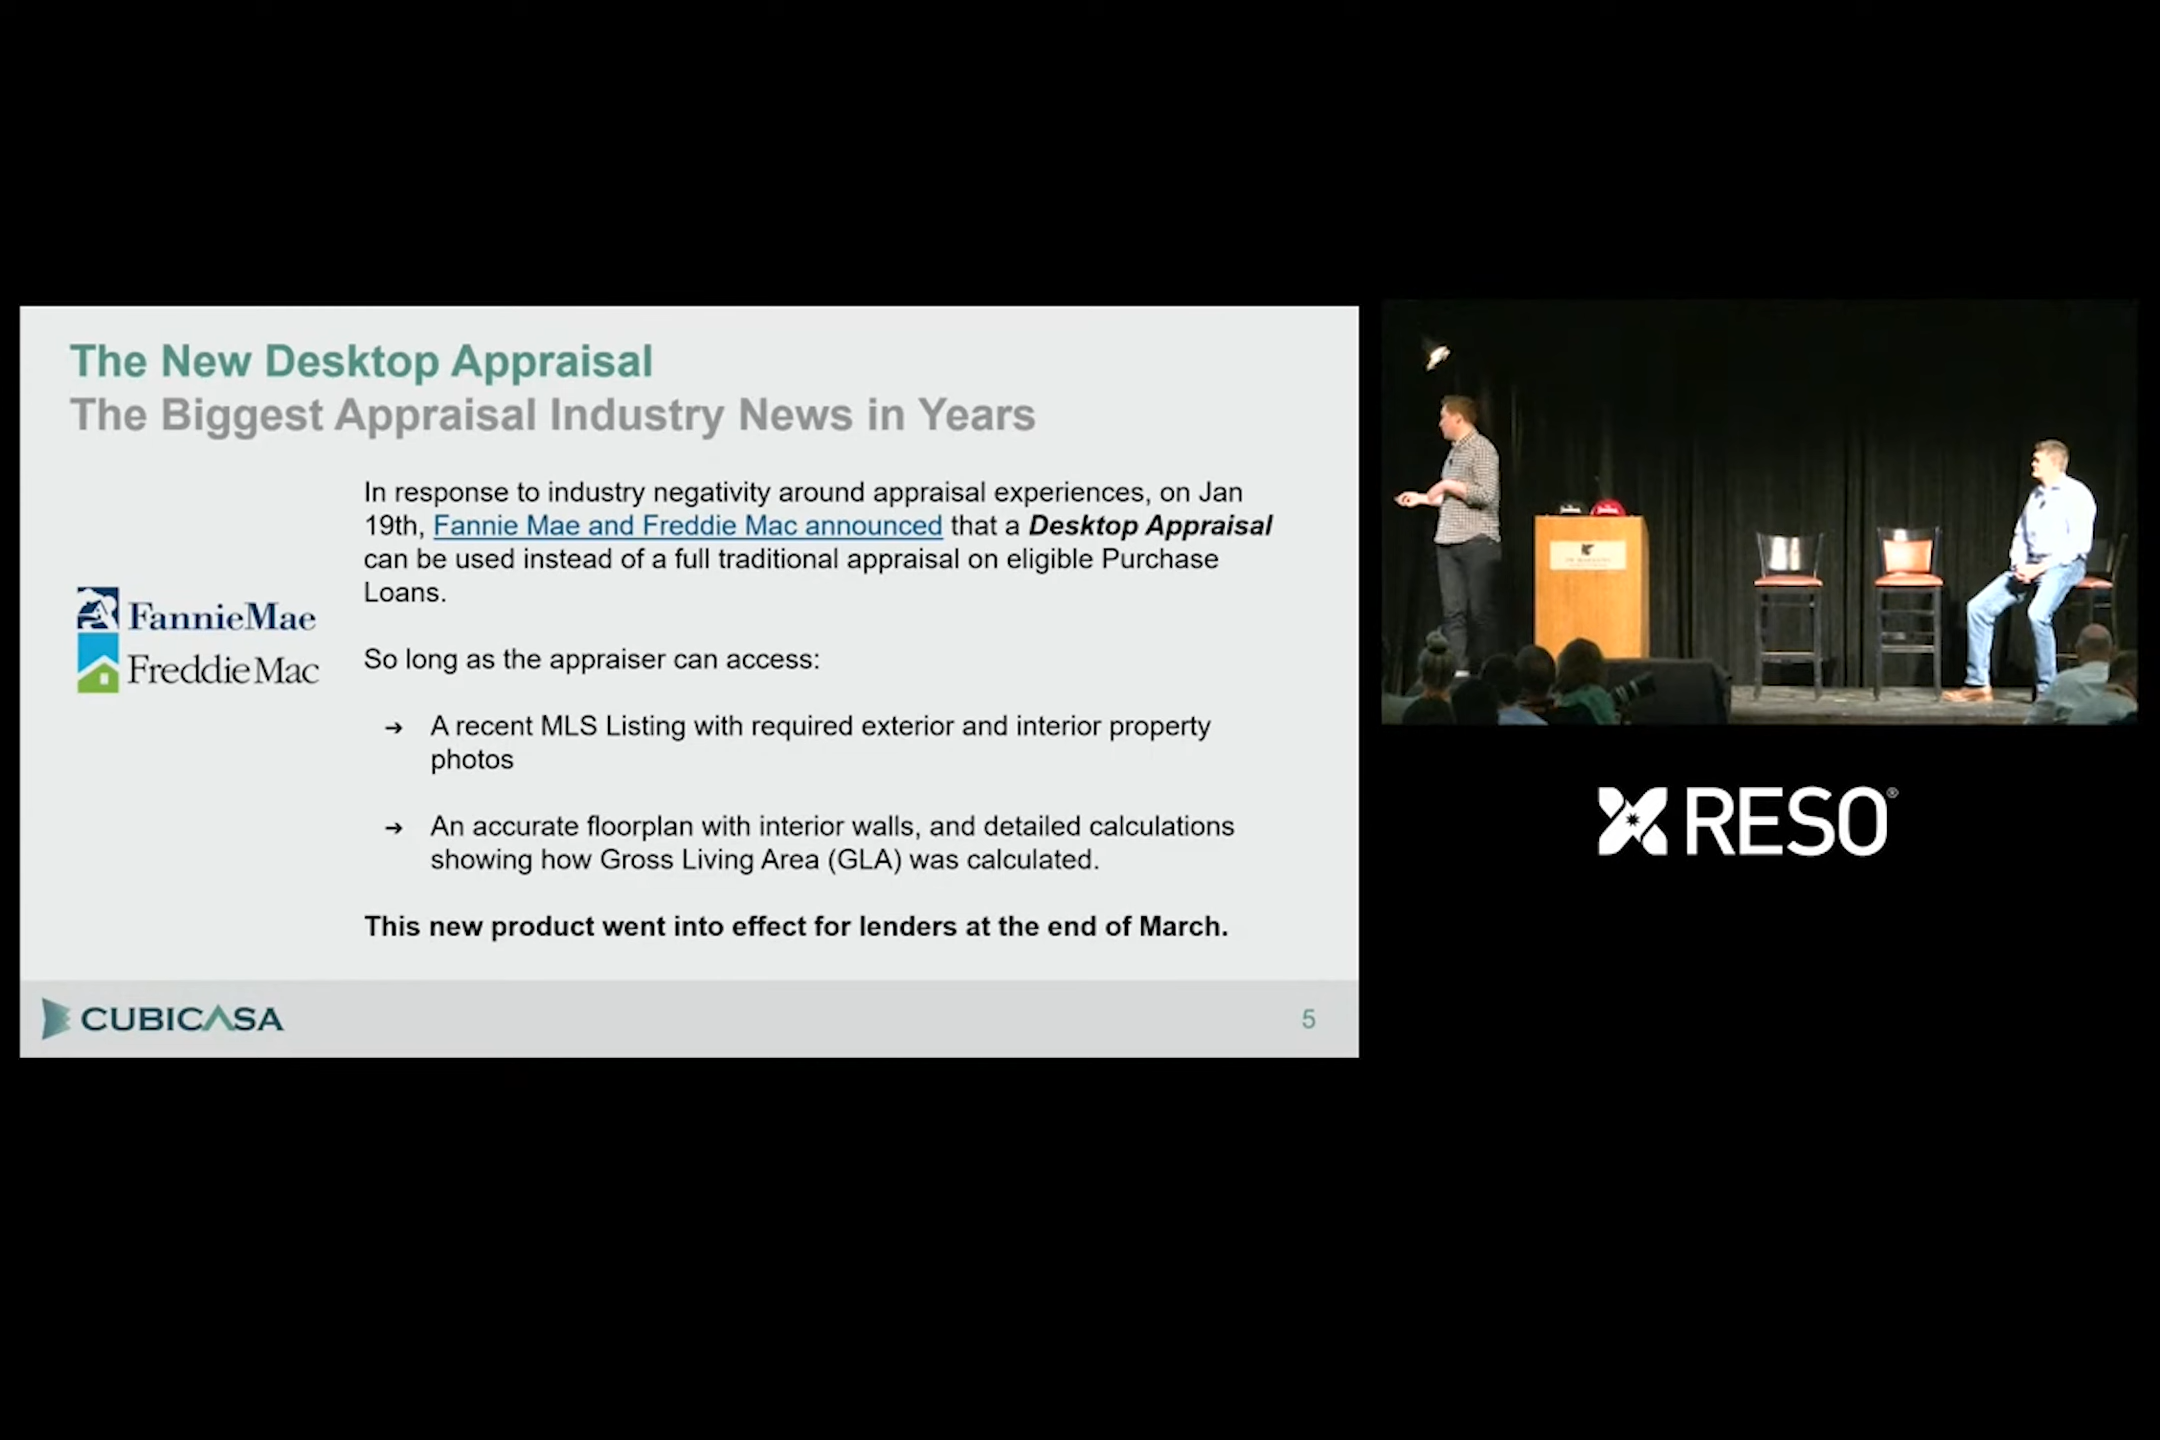 The New Desktop Appraisal
The Biggest Appraisal Industry News in Years
In response to industry negativity around appraisal experiences, on Jan
19th, Fannie Mae and Freddie Mac announced that a Desktop Appraisal
can be used instead of a full traditional appraisal on eligible Purchase
Loans.
FannieMae
FreddieMac
So long as the appraiser can access:
➔ A recent MLS Listing with required exterior and interior property
photos
➔ An accurate floorplan with interior walls, and detailed calculations
showing how Gross Living Area (GLA) was calculated.
This new product went into effect for lenders at the end of March.
CUBICASA
5
RESO®